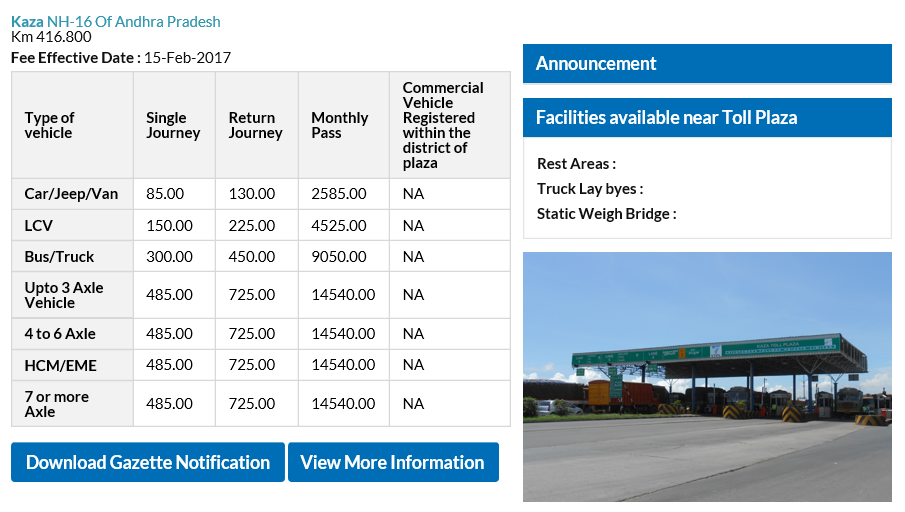 Kaza NH-16 Of Andhra Pradesh
Km 416.800
Fee Effective Date : 15-Feb-2017
Type of vehicle Single Journey Return Journey Monthly Pass Commercial Vehicle Registered within the district of plaza
Car/Jeep/Van 85.00 130.00 2585.00 NA
LCV 150.00 225.00 4525.00 NA
Bus/Truck 300.00 450.00 9050.00 NA
Upto 3 Axle Vehicle 485.00 725.00 14540.00 NA
4 to 6 Axle 485.00 725.00 14540.00 NA
HCM/EME 485.00 725.00 14540.00 NA
7 or more Axle 485.00 725.00 14540.00 NA
Download Gazette Notification View More Information
Announcement
Facilities available near Toll Plaza
Rest Areas :
Truck Lay byes :
Static Weigh Bridge :
KAZA TOLL PLAZA